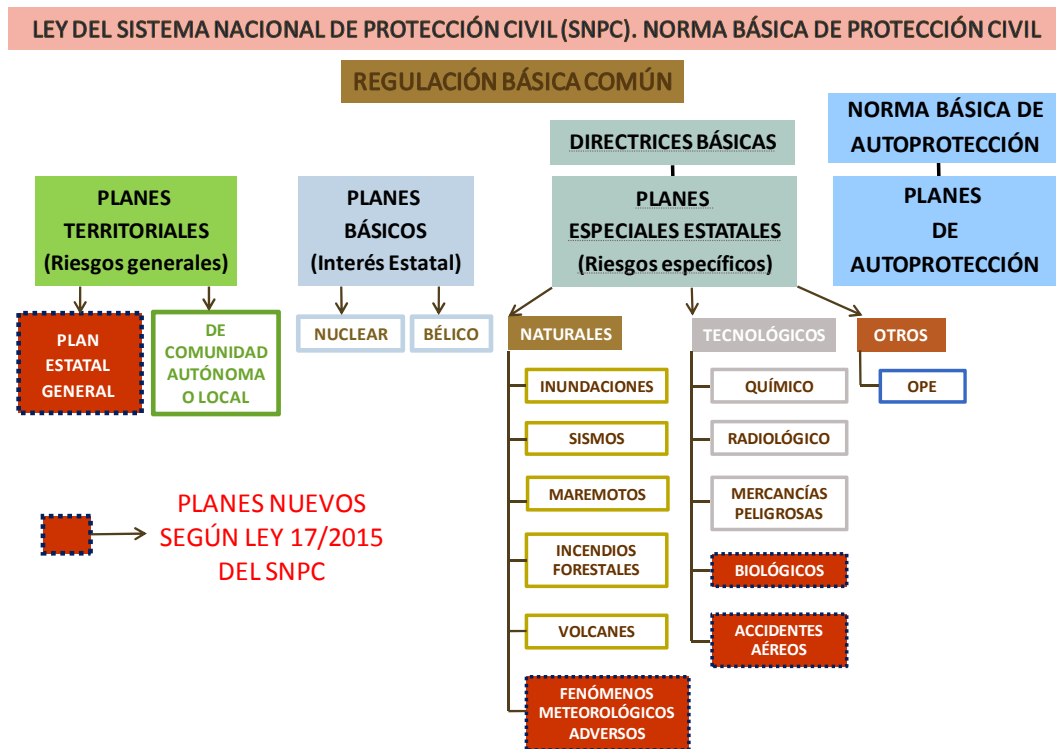 LEY DEL SISTEMA NACIONAL DE PROTECCIÓN CIVIL (SNPC). NORMA BÁSICA DE PROTECCIÓN CIVIL
REGULACIÓN BÁSICA COMÚN
NORMA BÁSICA DE
AUTOPROTECCIÓN
DIRECTRICES BÁSICAS
PLANES
TERRITORIALES
(Riesgos generales)
PLANES
BÁSICOS
(Interés Estatal)
PLANES
ESPECIALES ESTATALES
(Riesgos específicos)
PLANES
DE
AUTOPROTECCIÓN
PLAN
ESTATAL
GENERAL
DE
COMUNIDAD
AUTÓNOMA
O LOCAL
NUCLEAR
BÉLICO
NATURALES
TECNOLÓGICOS
OTROS
INUNDACIONES
SISMOS
MAREMOTOS
INCENDIOS
FORESTALES
VOLCANES
FENÓMENOS
METEOROLÓGICOS
ADVERSOS
QUÍMICO
RADIOLÓGICO
MERCANCÍAS
PELIGROSAS
BIOLÓGICOS
ACCIDENTES
AÉREOS
OPE
PLANES NUEVOS
SEGÚN LEY 17/2015
DEL SNPC